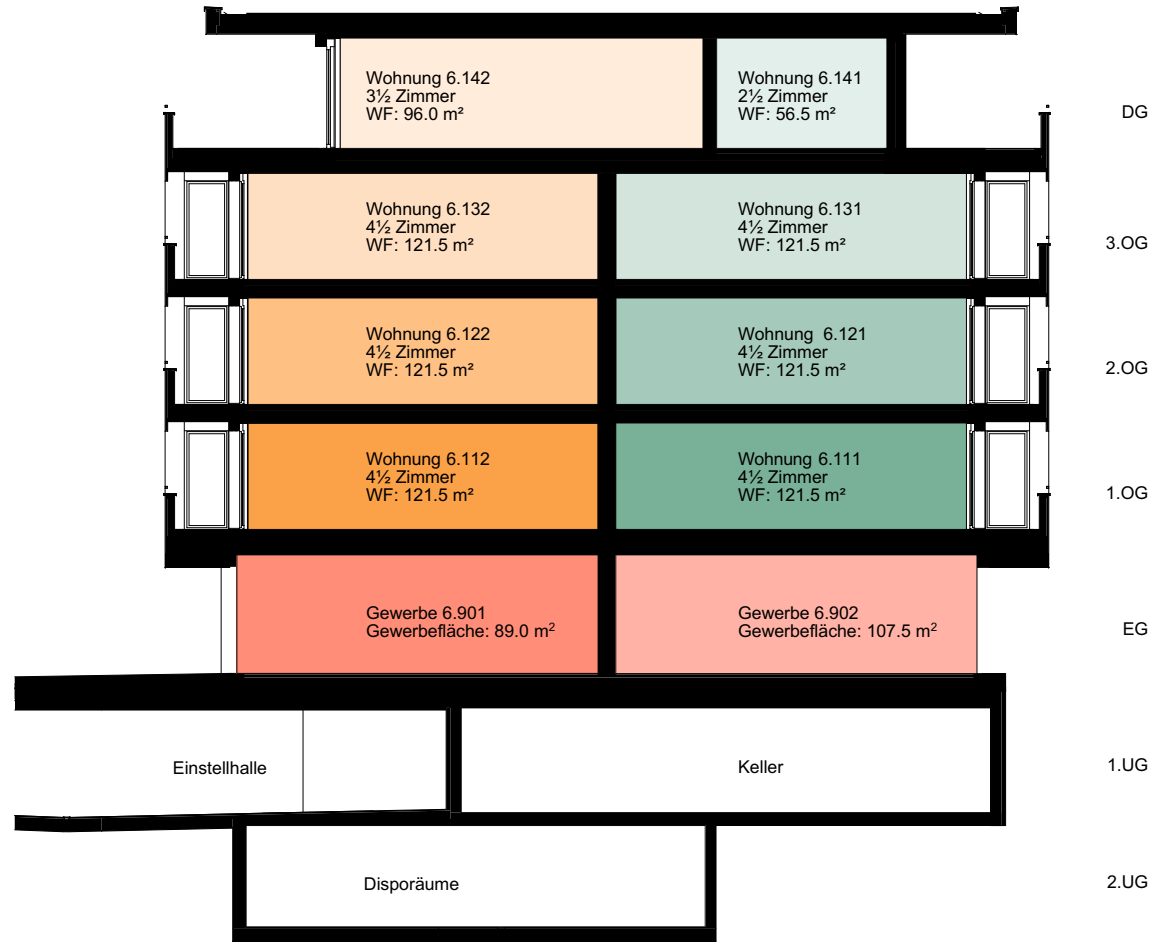 Wohnung 6.142
3½ Zimmer
WF: 96.0 m²
Wohnung 6.141
2½ Zimmer
WF: 56.5 m²
DG
Wohnung 6.132
4½ Zimmer
WF: 121.5 m²
Wohnung 6.131
4½ Zimmer
WF: 121.5 m²
3.OG
Wohnung 6.122
4½ Zimmer
WF: 121.5 m²
Wohnung  6.121
4½ Zimmer
WF: 121.5 m²
2.OG
Wohnung 6.112
4½ Zimmer
WF: 121.5 m²
Wohnung 6.111
4½ Zimmer
WF: 121.5 m²
1.OG
Gewerbe 6.901
Gewerbefläche: 89.0 m²
Gewerbe 6.902
Gewerbefläche: 107.5 m²
EG
Einstellhalle
Keller
1.UG
Disporäume
2.UG